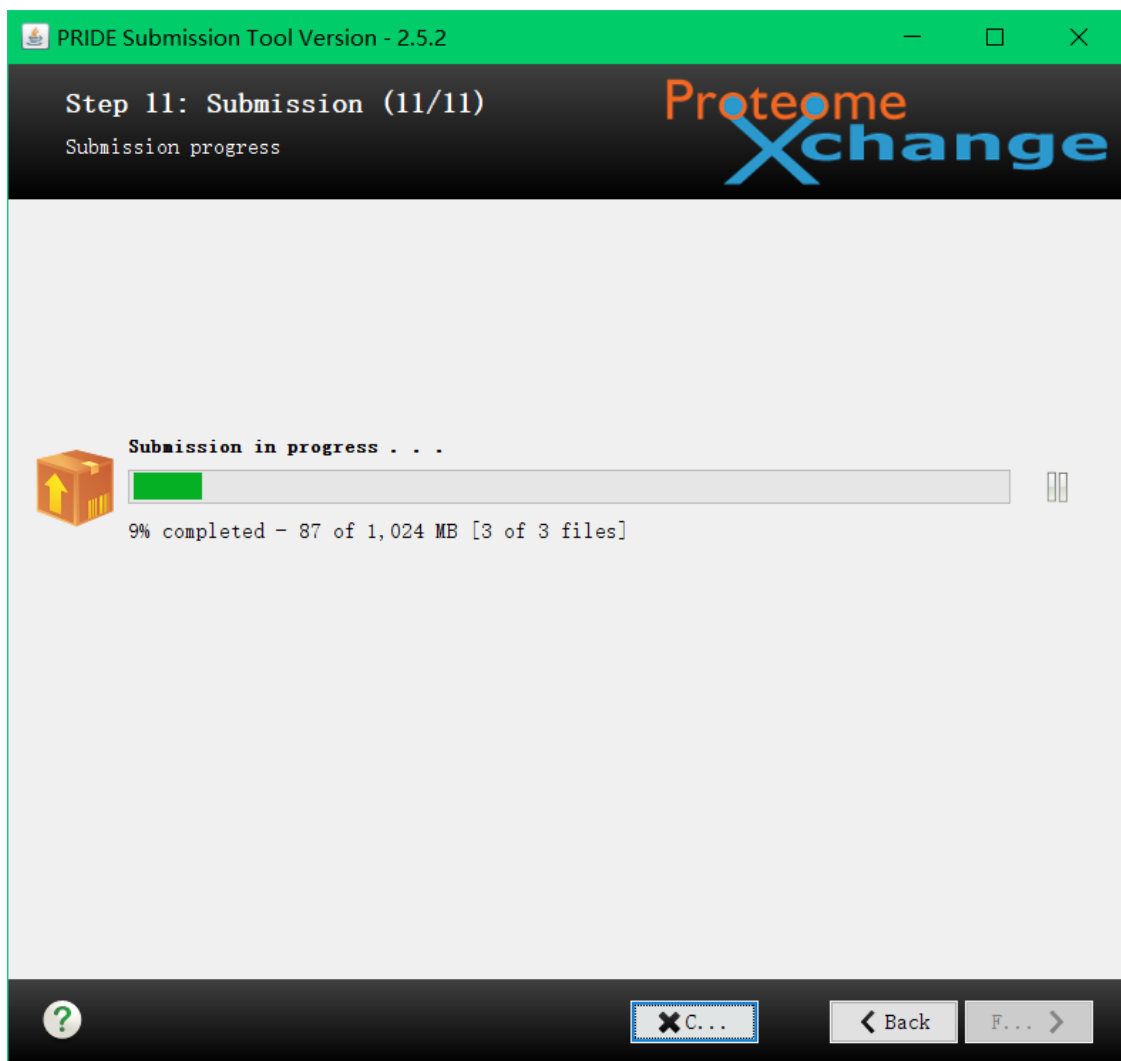 PRIDE Submission Tool Version - 2.5.2
Step 11: Submission (11/11)
Submission progress
Proteome
Xchange
Submission in progress . . .
9% completed - 87 of 1,024 MB [3 of 3 files]
?
C...
Back
F...